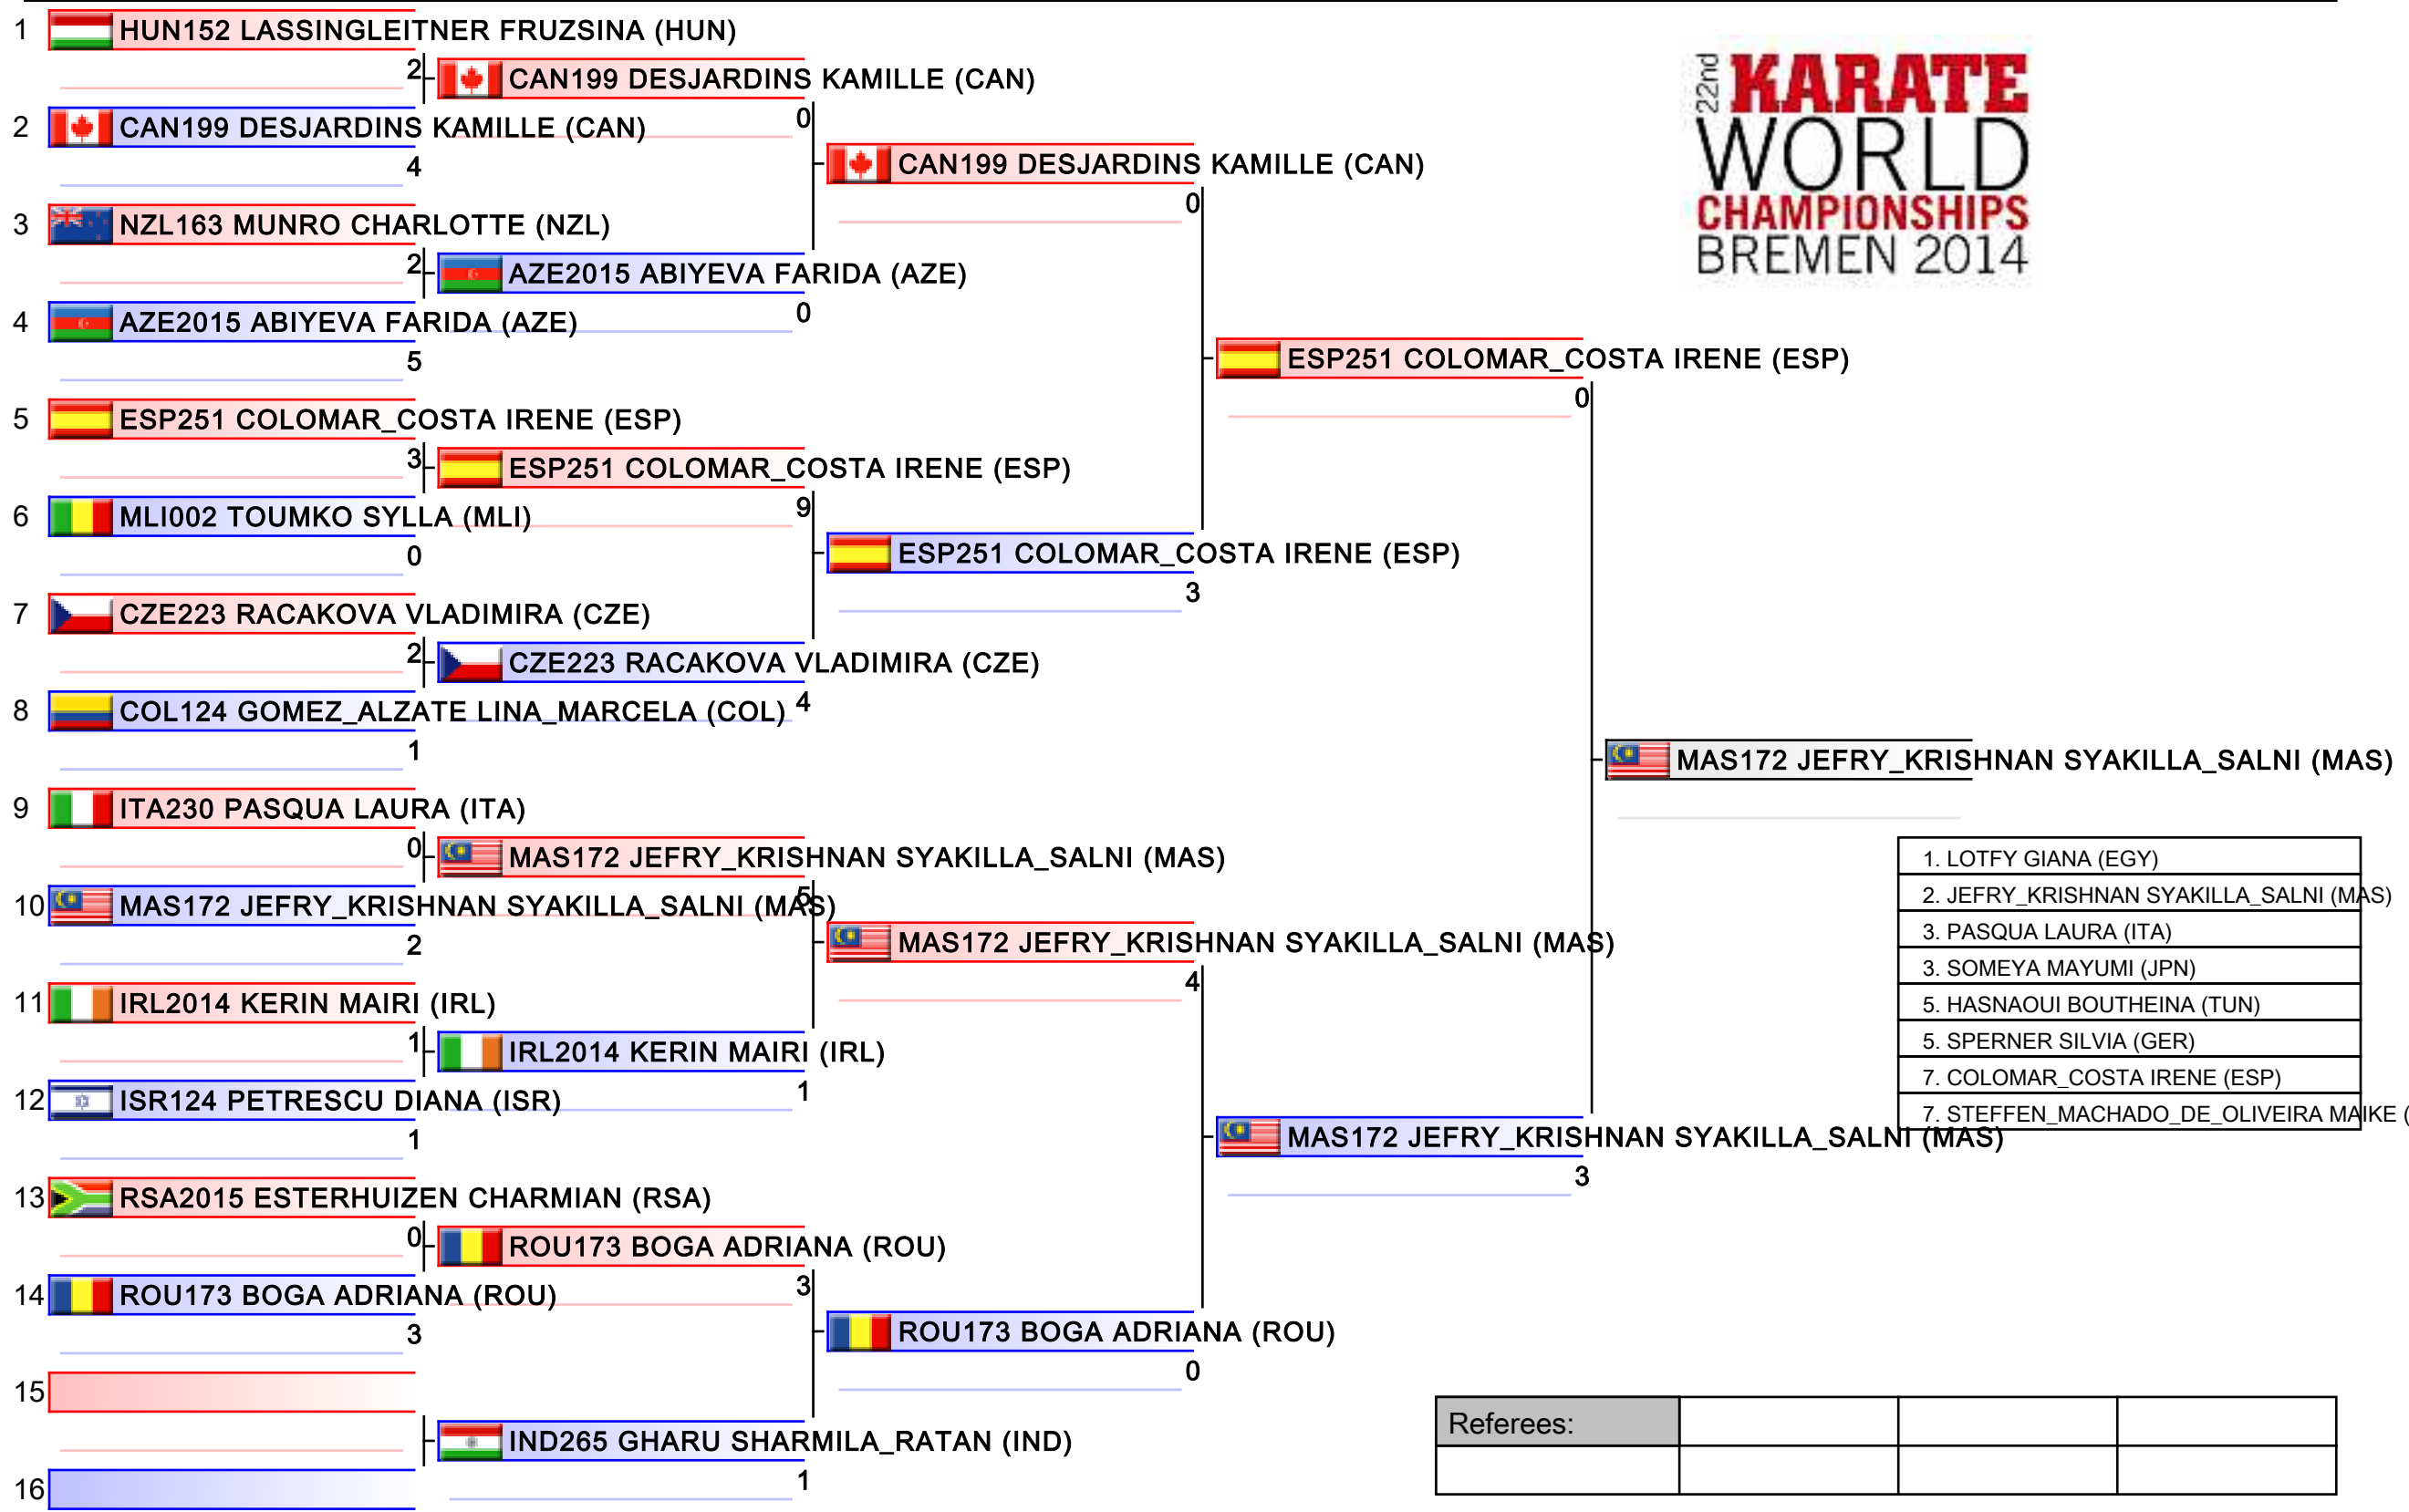 1 HUN152 LASSINGLEITNER FRUZSINA (HUN)
2
2 CAN199 DESJARDINS KAMILLE (CAN)
4
3 NZL163 MUNRO CHARLOTTE (NZL)
2
4 AZE2015 ABIYEVA FARIDA (AZE)
5
5 ESP251 COLOMAR_COSTA IRENE (ESP)
3
6 MLI002 TOUMKO SYLLA (MLI)
0
7 CZE223 RACAKOVA VLADIMIRA (CZE)
2
8 COL124 GOMEZ_ALZATE LINA_MARCELA (COL)
1
9 ITA230 PASQUA LAURA (ITA)
0
10 MAS172 JEFRY_KRISHNAN SYAKILLA_SALNI (MAS)
2
11 IRL2014 KERIN MAIRI (IRL)
1
12 ISR124 PETRESCU DIANA (ISR)
1
13 RSA2015 ESTERHUIZEN CHARMIAN (RSA)
0
14 ROU173 BOGA ADRIANA (ROU)
3
15
16
CAN199 DESJARDINS KAMILLE (CAN)
0
AZE2015 ABIYEVA FARIDA (AZE)
0
ESP251 COLOMAR_COSTA IRENE (ESP)
9
CZE223 RACAKOVA VLADIMIRA (CZE)
4
MAS172 JEFRY_KRISHNAN SYAKILLA_SALNI (MAS)
5
IRL2014 KERIN MAIRI (IRL)
1
ROU173 BOGA ADRIANA (ROU)
3
IND265 GHARU SHARMILA_RATAN (IND)
1
CAN199 DESJARDINS KAMILLE (CAN)
0
ESP251 COLOMAR_COSTA IRENE (ESP)
3
MAS172 JEFRY_KRISHNAN SYAKILLA_SALNI (MAS)
4
ROU173 BOGA ADRIANA (ROU)
0
ESP251 COLOMAR_COSTA IRENE (ESP)
0
MAS172 JEFRY_KRISHNAN SYAKILLA_SALNI (MAS)
3
MAS172 JEFRY_KRISHNAN SYAKILLA_SALNI (MAS)
22nd KARATE
WORLD
CHAMPIONSHIPS
BREMEN 2014
1. LOTFY GIANA (EGY)
2. JEFRY_KRISHNAN SYAKILLA_SALNI (MAS)
3. PASQUA LAURA (ITA)
3. SOMEYA MAYUMI (JPN)
5. HASNAOUI BOUTHEINA (TUN)
5. SPERNER SILVIA (GER)
7. COLOMAR_COSTA IRENE (ESP)
7. STEFFEN_MACHADO_DE_OLIVEIRA MAIKE (
Referees: